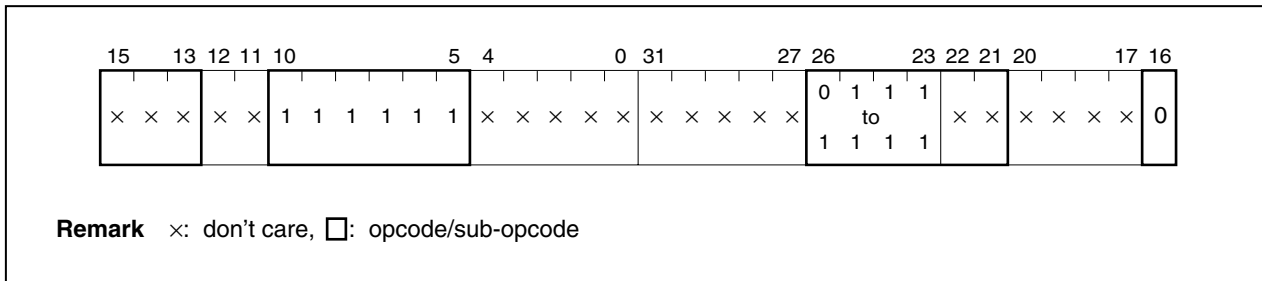 15 13 12 11 10 5 4 0 31 27 26 23 22 21 20 17 16
0 1 1 1
× × × × × 1 1 1 1 1 1 × × × × × × × × × × to × × × × × × 0
1 1 1 1
Remark ×: don't care, □: opcode/sub-opcode